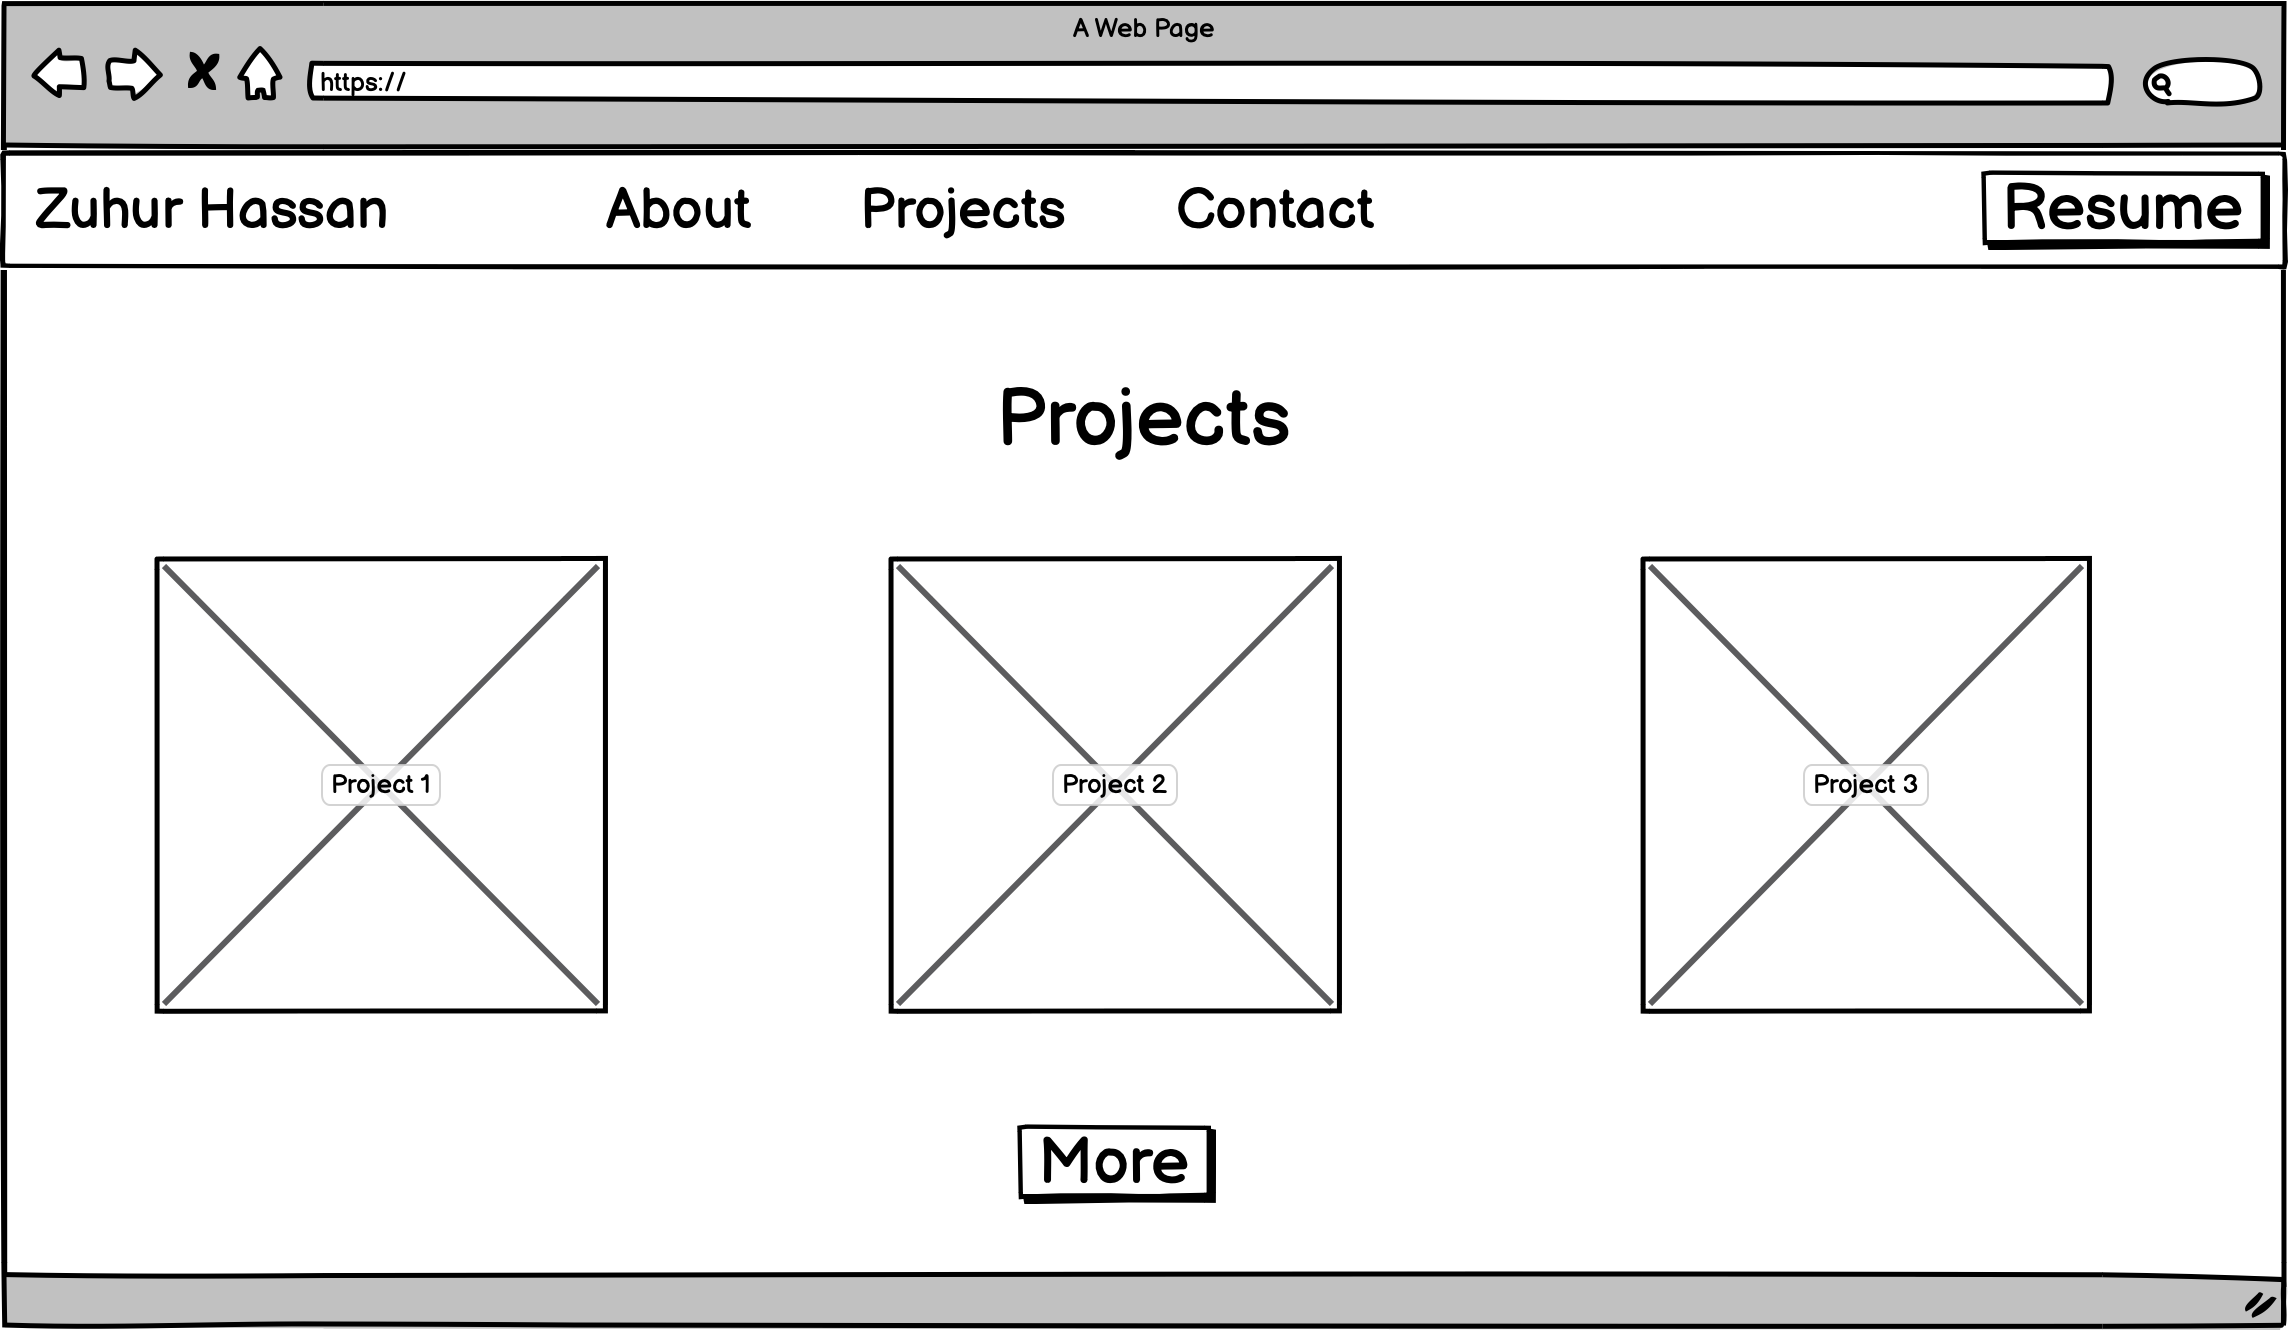 A Web Page
https://
Zuhur Hassan About Projects Contact Resume
Projects
Project 1 Project 2 Project 3
More